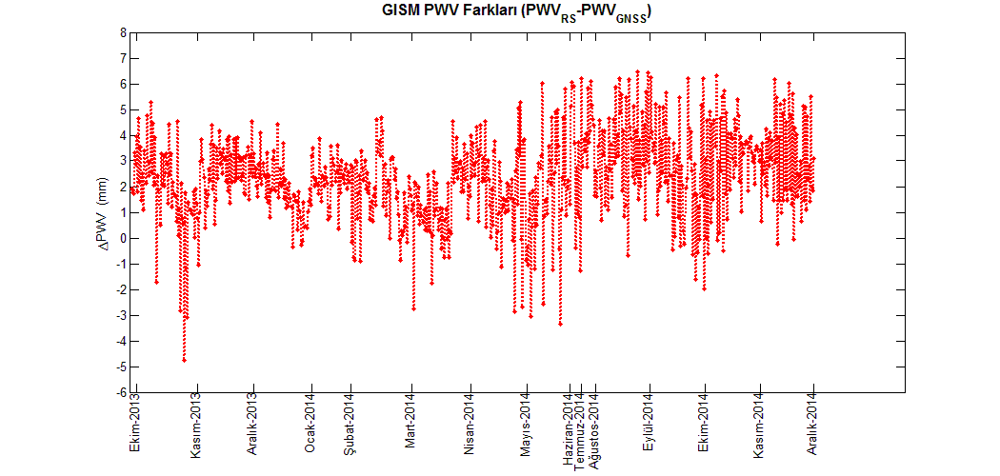 GISM PWV Farkları (PWVRS-PWVGNSS)
8
7
6
5
4
3
2
1
0
-1
-2
-3
-4
-5
-6
ΔPWV (mm)
Ekim-2013
Kasım-2013
Aralık-2013
Ocak-2014
Şubat-2014
Mart-2014
Nisan-2014
Mayıs-2014
Haziran-2014
Temmuz-2014
Ağustos-2014
Eylül-2014
Ekim-2014
Kasım-2014
Aralık-2014